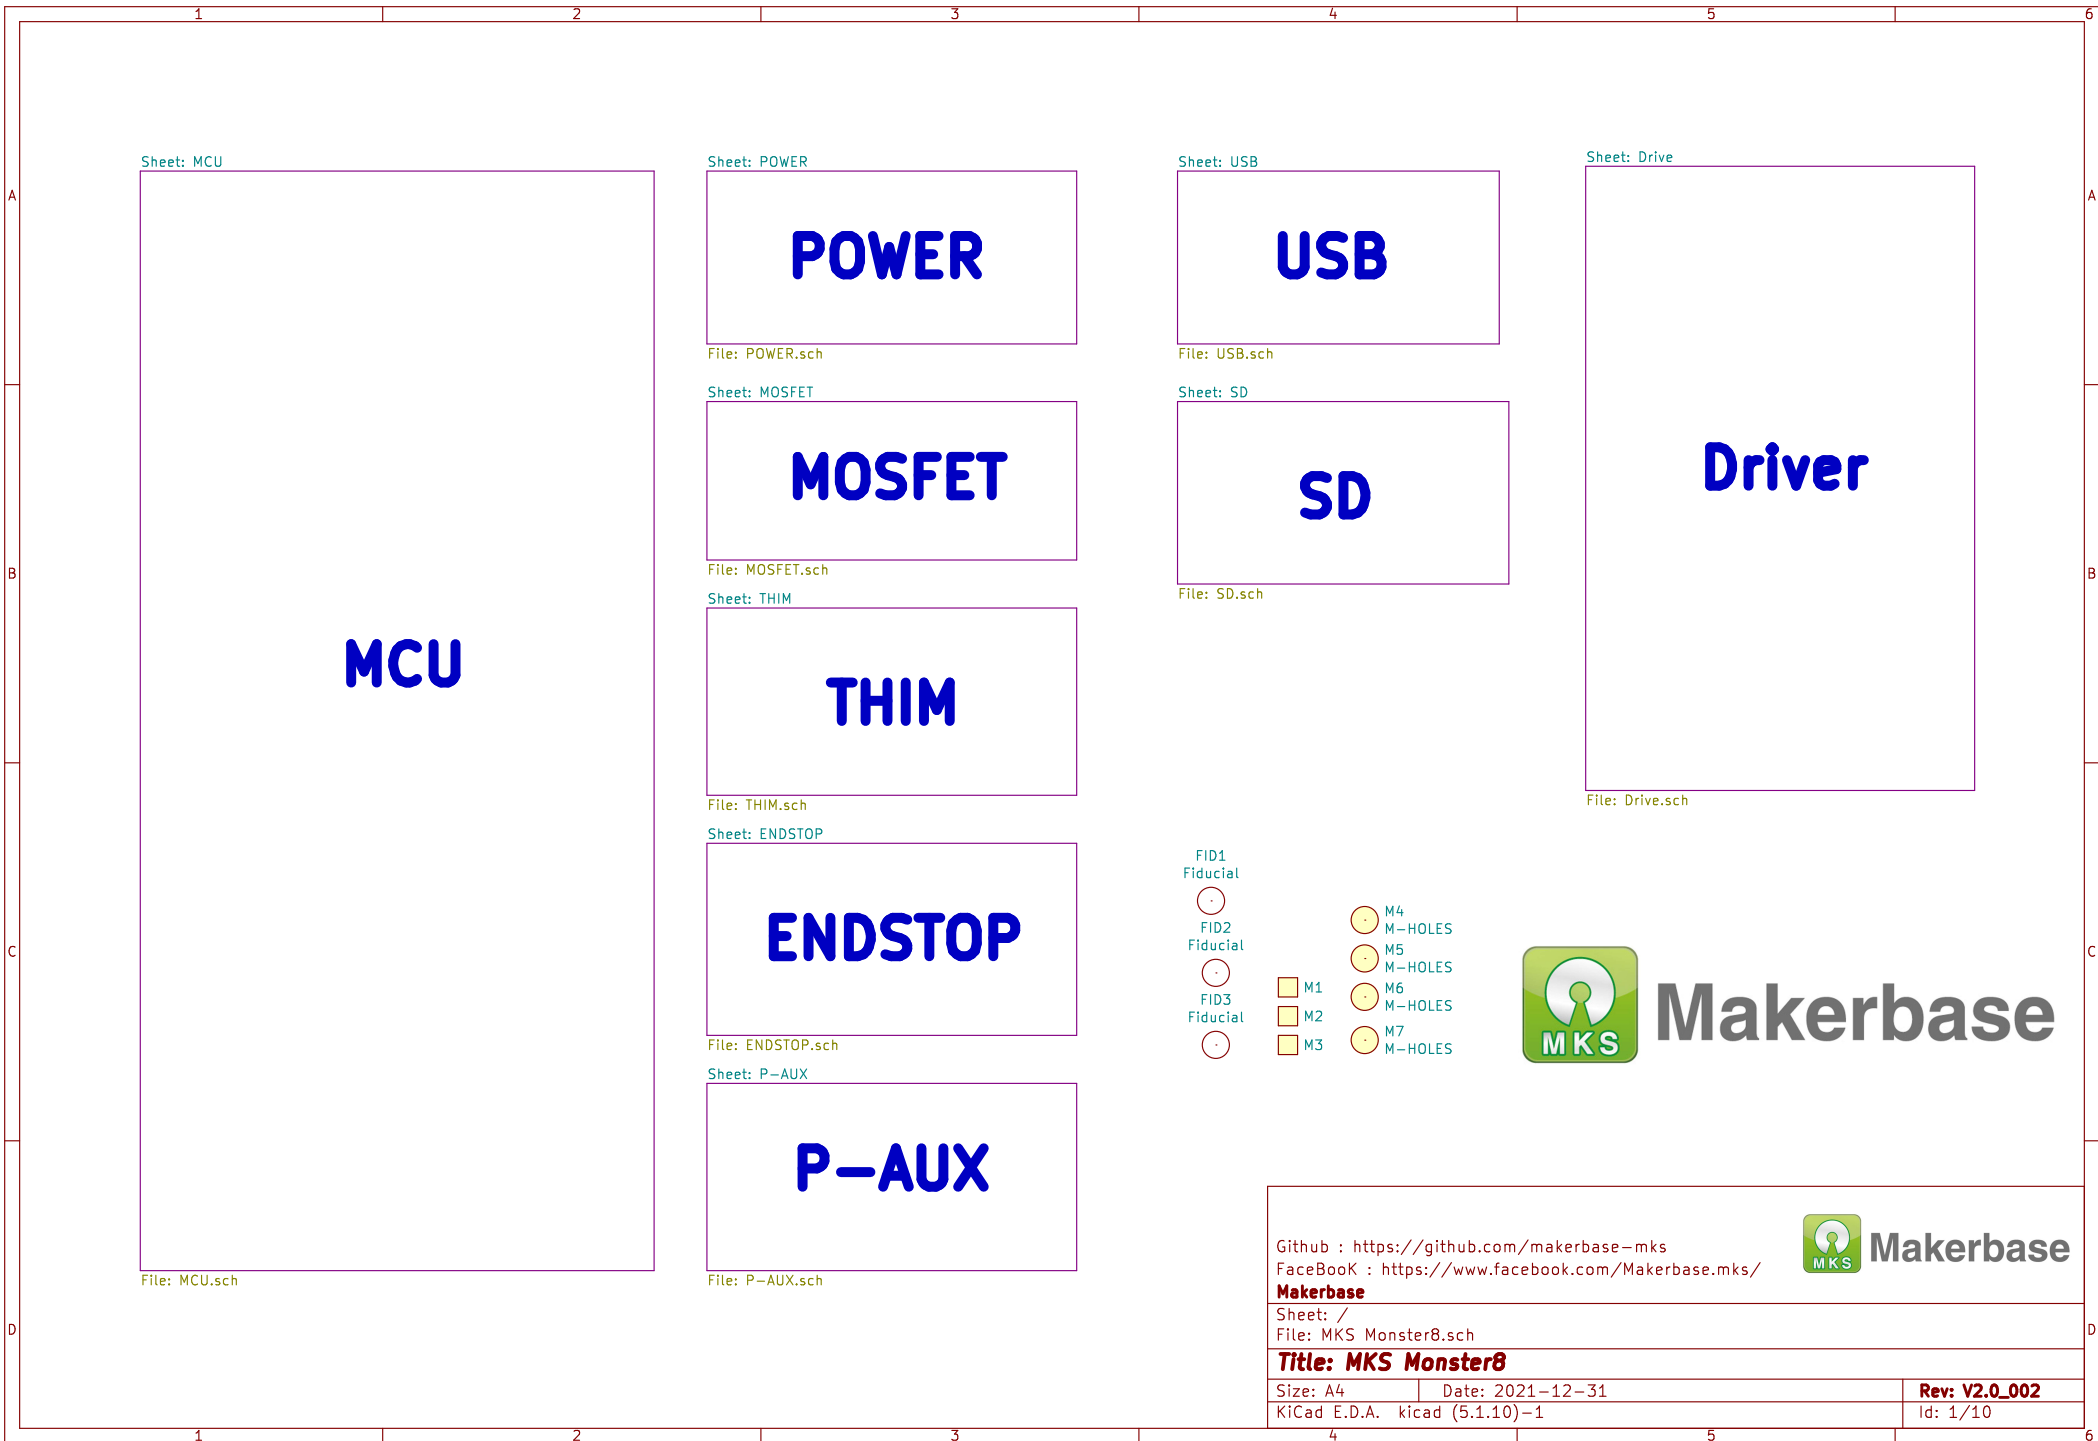 1 2 3 4 5 6
A
B
C
D
A
B
C
D
Sheet: MCU
MCU
File: MCU.sch
Sheet: POWER
POWER
File: POWER.sch
Sheet: MOSFET
MOSFET
File: MOSFET.sch
Sheet: THIM
THIM
File: THIM.sch
Sheet: ENDSTOP
ENDSTOP
File: ENDSTOP.sch
Sheet: P-AUX
P-AUX
File: P-AUX.sch
Sheet: USB
USB
File: USB.sch
Sheet: SD
SD
File: SD.sch
Sheet: Drive
Driver
File: Drive.sch
FID1
Fiducial
FID2
Fiducial
FID3
Fiducial
M1
M2
M3
M4
M-HOLES
M5
M-HOLES
M6
M-HOLES
M7
M-HOLES
MKS
Makerbase
Github : https://github.com/makerbase-mks
FaceBooK : https://www.facebook.com/Makerbase.mks/
Makerbase
MKS
Makerbase
Sheet: /
File: MKS Monster8.sch
Title: MKS Monster8
Size: A4 Date: 2021-12-31 Rev: V2.0_002
KiCad E.D.A. kicad (5.1.10)-1 Id: 1/10
1 2 3 4 5 6